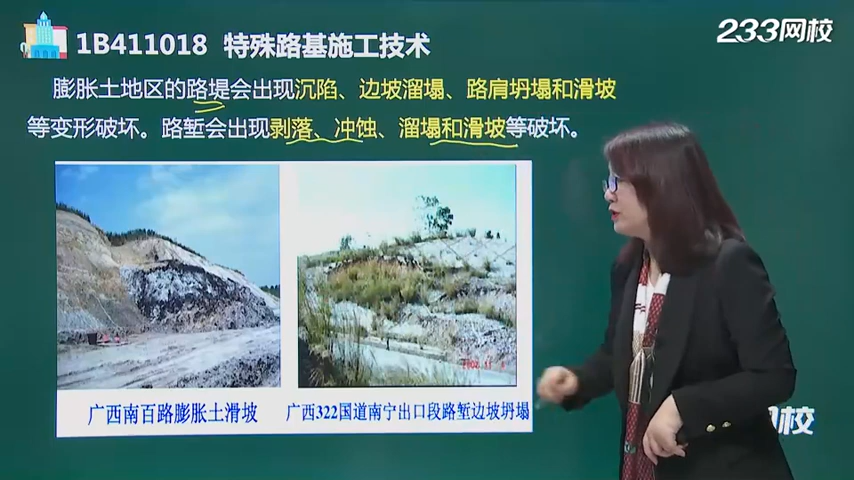 1B411018 特殊路基施工技术
233网校
膨胀土地区的路堤会出现沉陷、边坡溜塌、路肩坍塌和滑坡
等变形破坏。路堑会出现剥落、冲蚀、溜塌和滑坡等破坏。
广西南百路膨胀土滑坡
广西322国道南宁出口段路堑边坡坍塌
网校